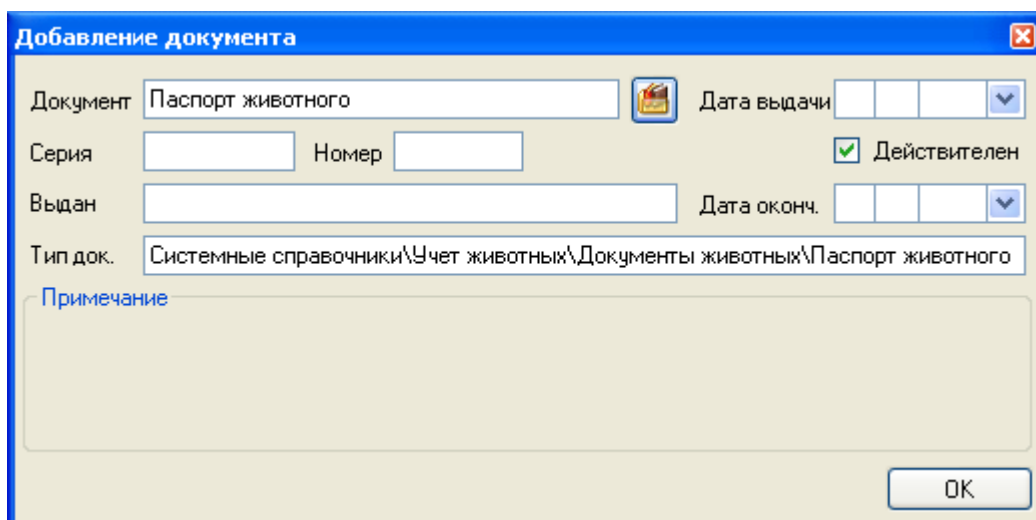 Добавление документа
Документ Паспорт животного Дата выдачи
Серия Номер Действителен
Выдан Дата оконч.
Тип док. Системные справочники\Учет животных\Документы животных\Паспорт животного
Примечание
OK